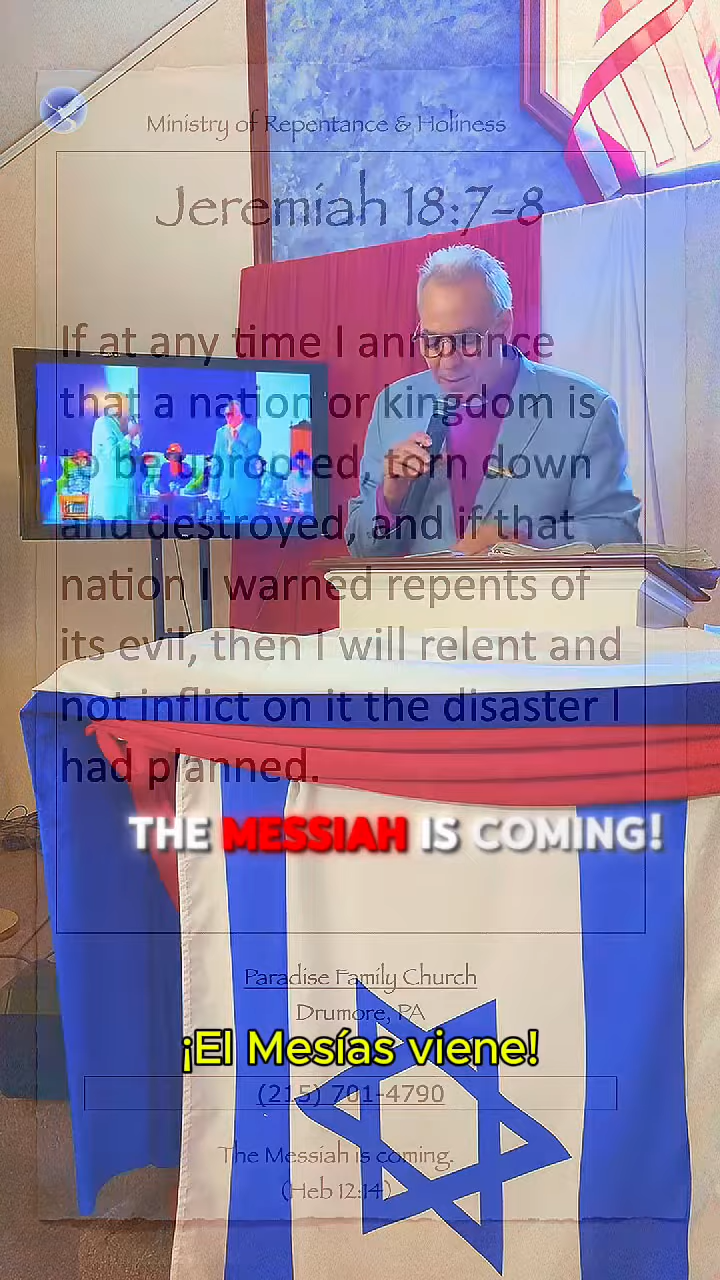 Ministry of Repentance & Holiness
Jeremiah 18:7-8
If at any time I announce
that a nation or kingdom is
to be uprooted, torn down
and destroyed, and if that
nation I warned repents of
its evil, then I will relent and
not inflict on it the disaster I
had planned.
THE MESSIAH IS COMING!
Paradise Family Church
Drumore, PA
¡El Mesías viene!
(215) 701-4790
The Messiah is coming.
(Heb 12:14)